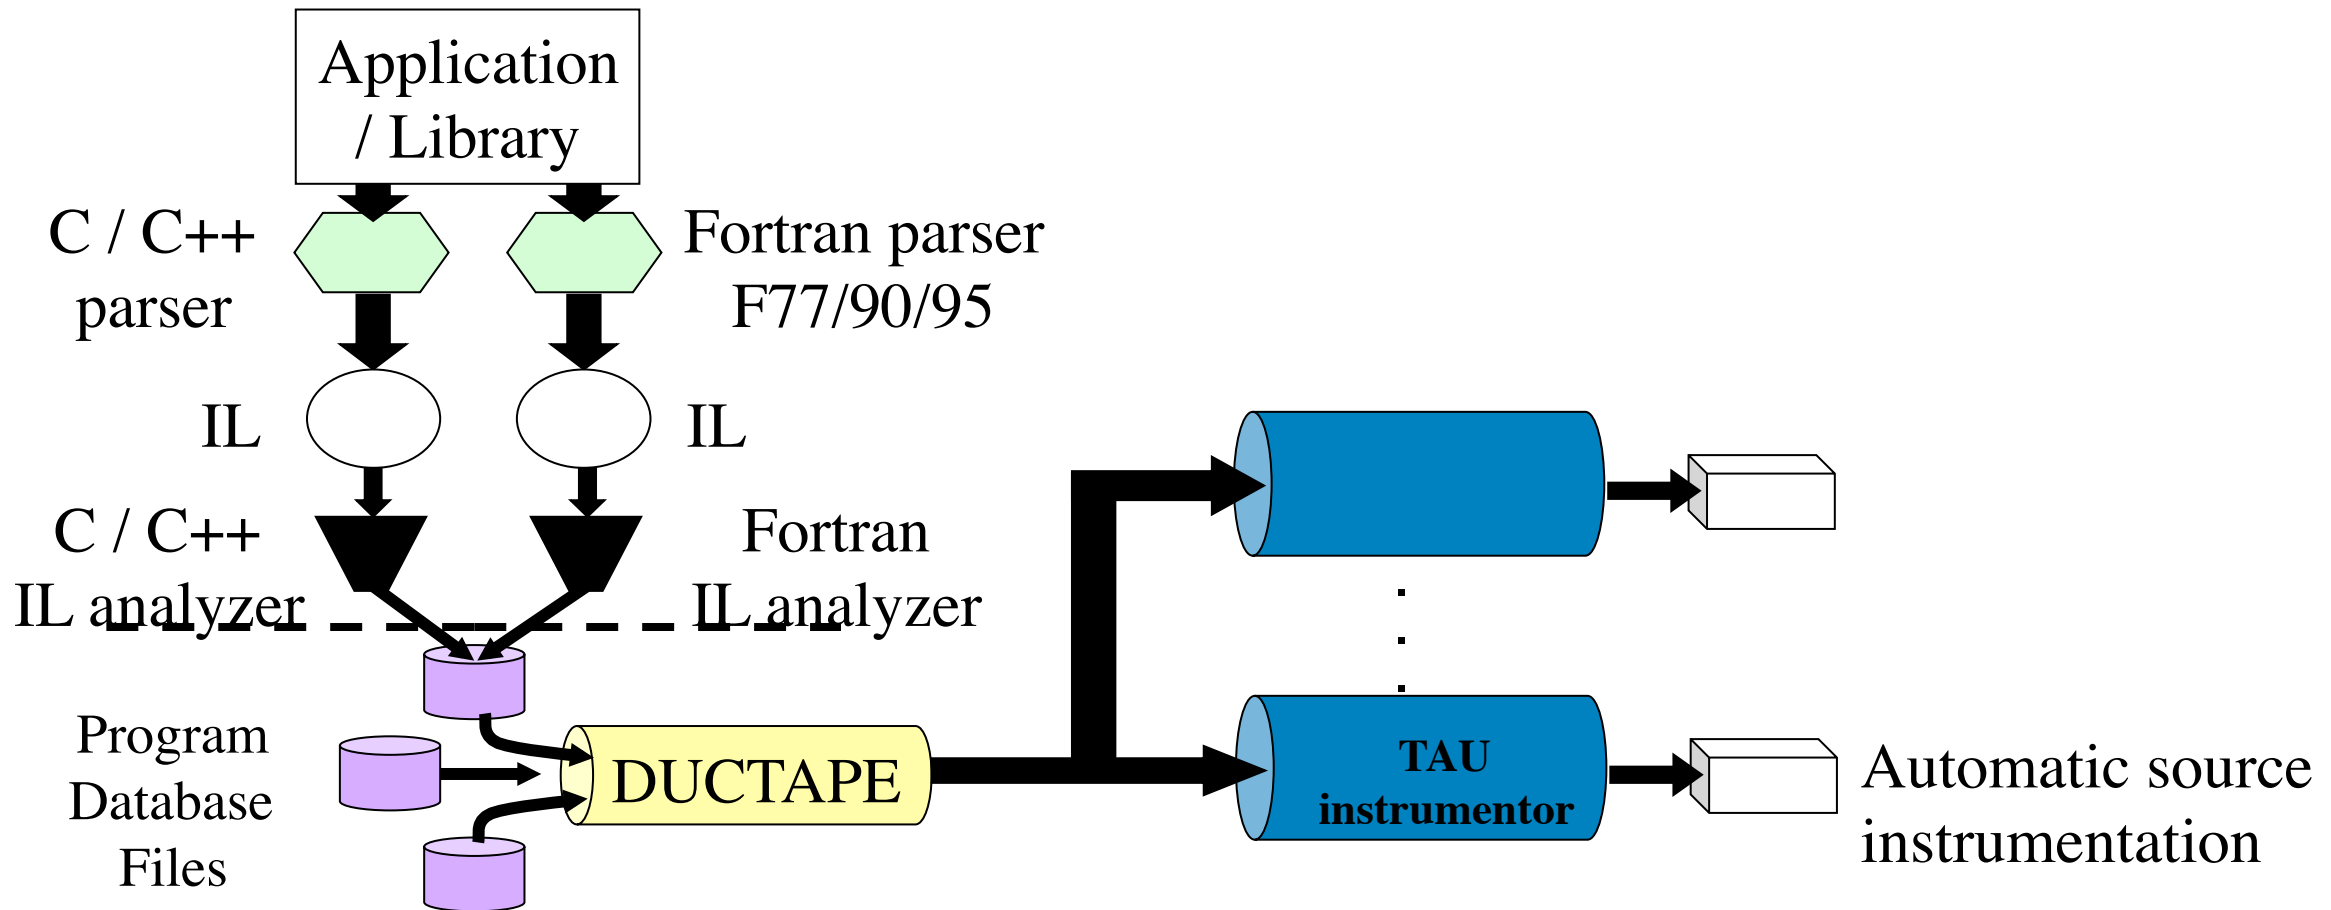 Application
/ Library
C / C++
parser
Fortran parser
F77/90/95
IL
IL
C / C++
IL analyzer
Fortran
IL analyzer
Program
Database
Files
DUCTAPE
TAU
instrumentor
Automatic source
instrumentation